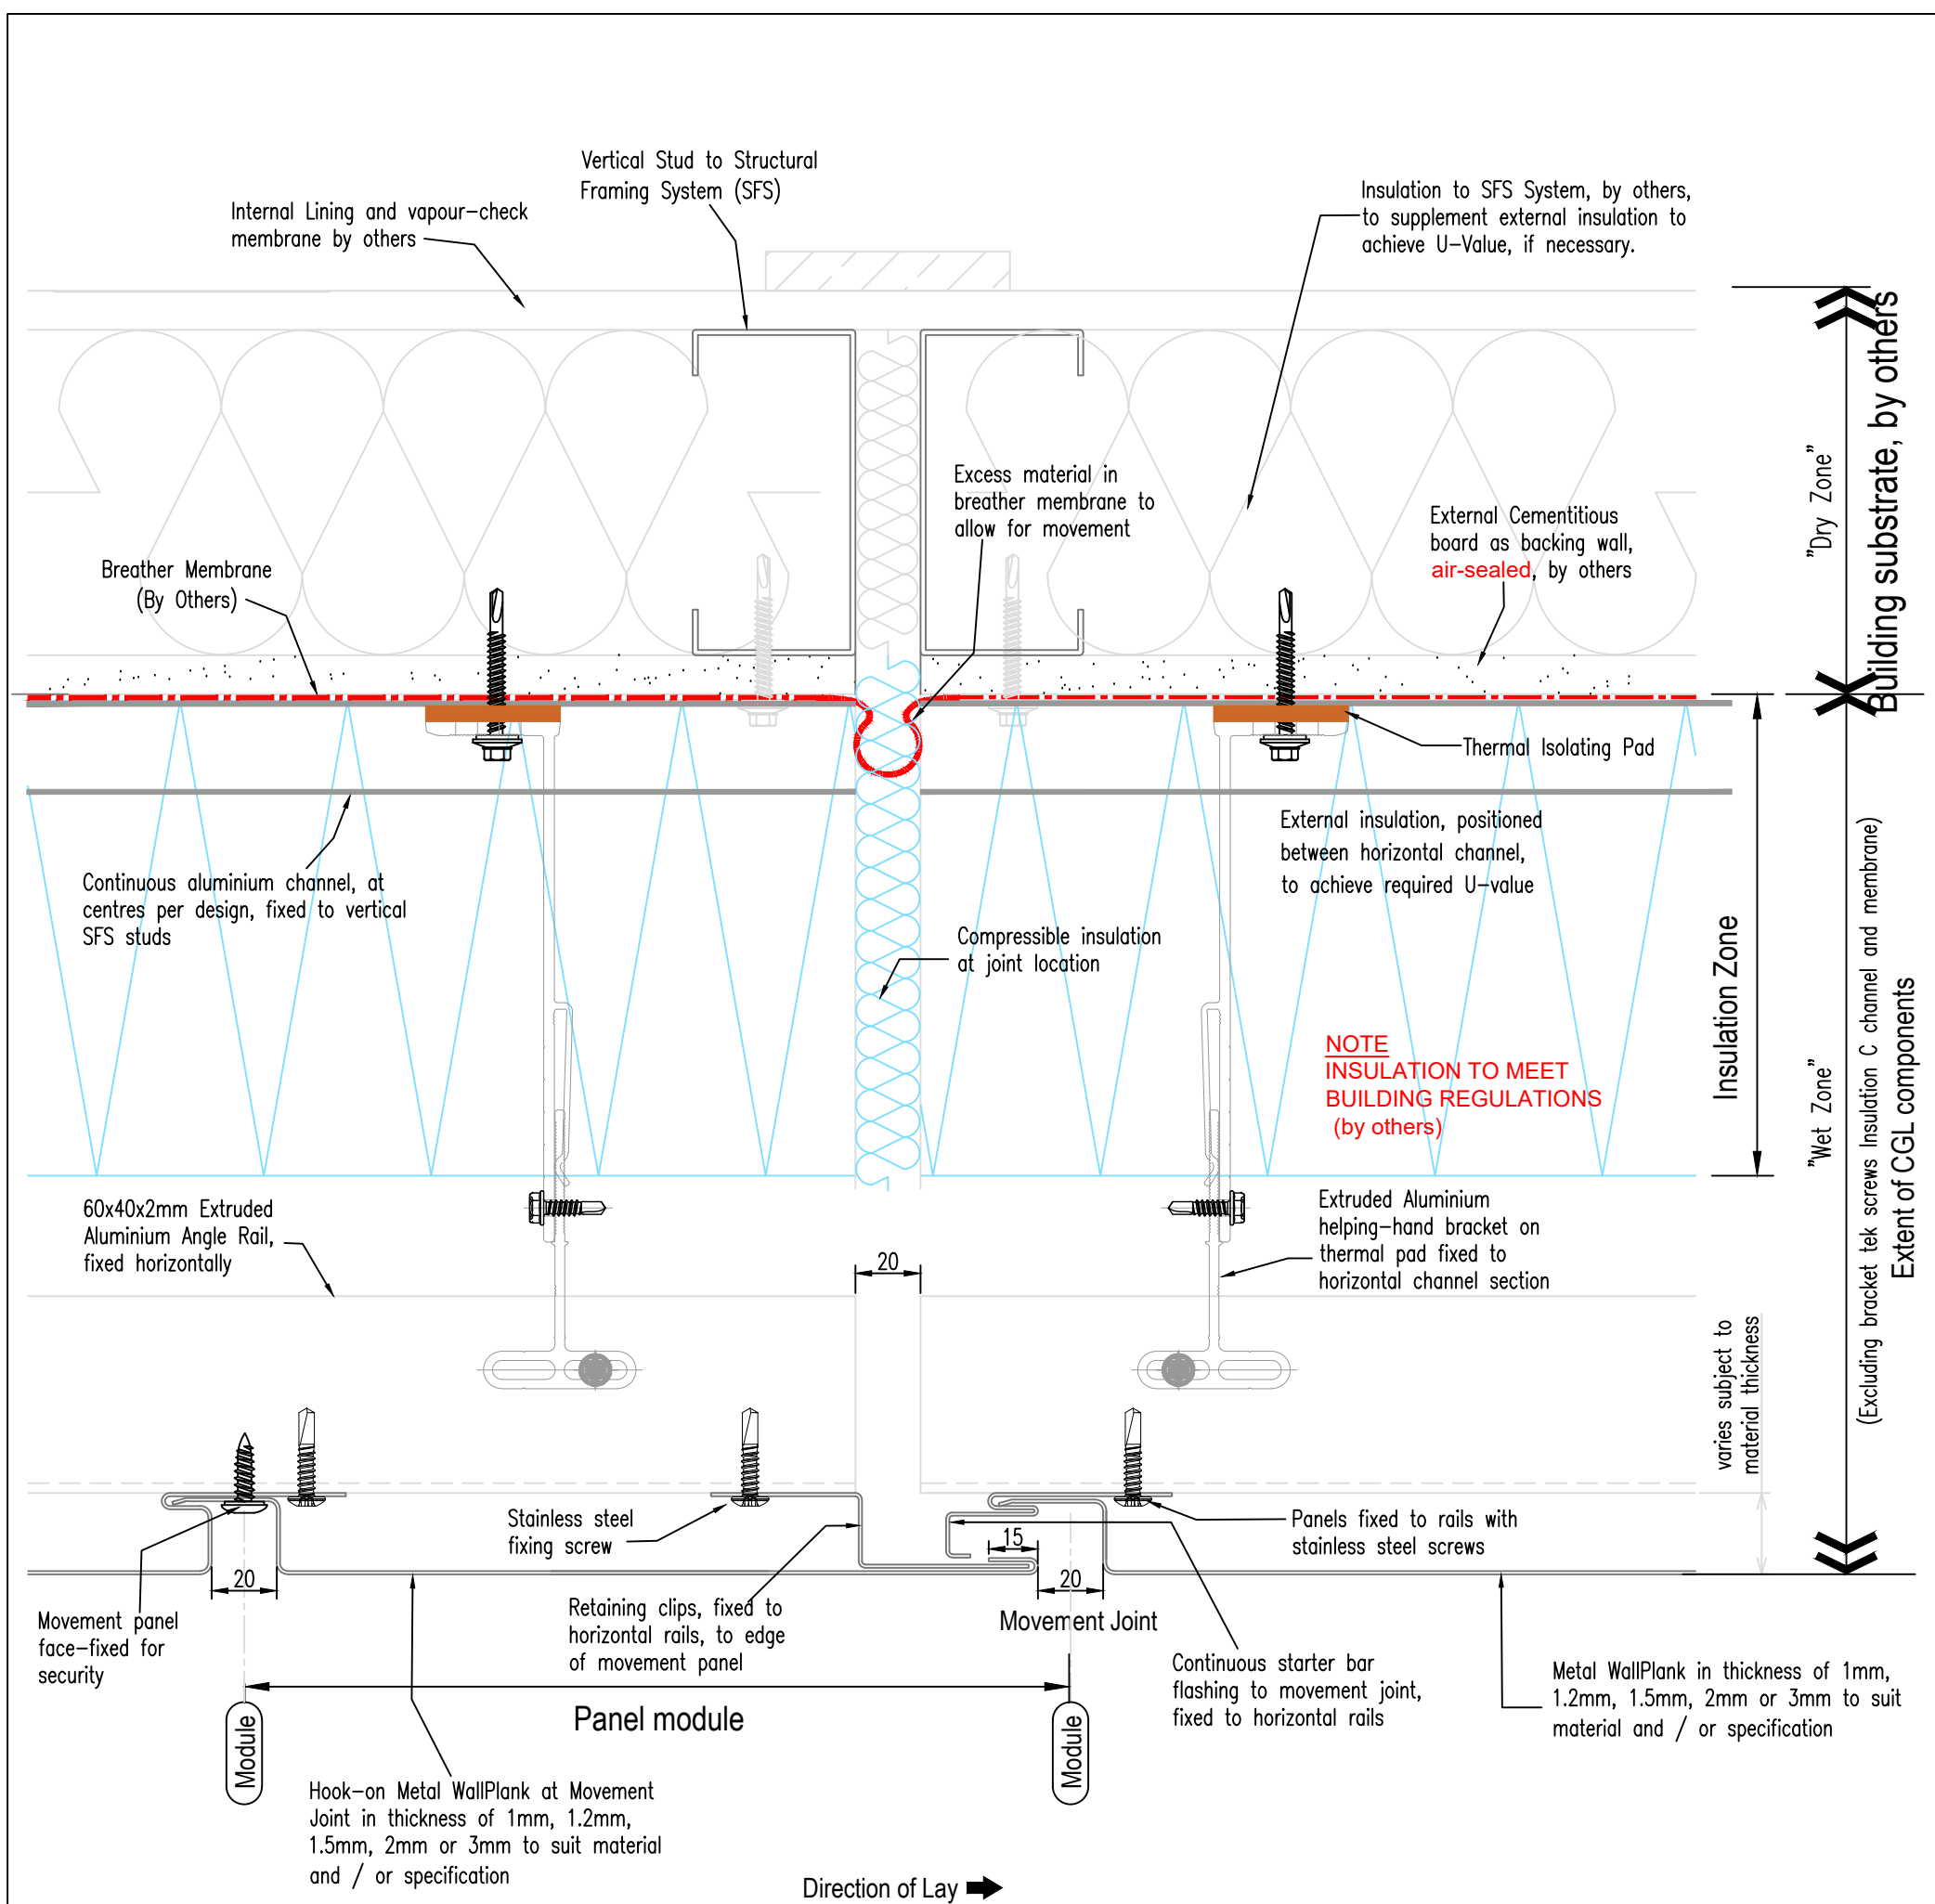 Vertical Stud to Structural
Framing System (SFS)
Internal Lining and vapour-check
membrane by others
Insulation to SFS System, by others,
to supplement external insulation to
achieve U-Value, if necessary.
Excess material in
breather membrane to
allow for movement
External Cementitious
board as backing wall,
air-sealed, by others
Breather Membrane
(By Others)
"Dry Zone"
Building substrate, by others
Thermal Isolating Pad
External insulation, positioned
between horizontal channel,
to achieve required U-value
Continuous aluminium channel, at
centres per design, fixed to vertical
SFS studs
Compressible insulation
at joint location
Insulation Zone
NOTE
INSULATION TO MEET
BUILDING REGULATIONS
(by others)
"Wet Zone"
(Excluding bracket tek screws Insulation C channel and membrane)
Extent of CGL components
60x40x2mm Extruded
Aluminium Angle Rail,
fixed horizontally
Extruded Aluminium
helping-hand bracket on
thermal pad fixed to
horizontal channel section
20
varies subject to
material thickness
Stainless steel
fixing screw
15
Panels fixed to rails with
stainless steel screws
20
20
Movement Joint
Movement panel
face-fixed for
security
Retaining clips, fixed to
horizontal rails, to edge
of movement panel
Continuous starter bar
flashing to movement joint,
fixed to horizontal rails
Metal WallPlank in thickness of 1mm,
1.2mm, 1.5mm, 2mm or 3mm to suit
material and / or specification
Panel module
Module
Module
Hook-on Metal WallPlank at Movement
Joint in thickness of 1mm, 1.2mm,
1.5mm, 2mm or 3mm to suit material
and / or specification
Direction of Lay